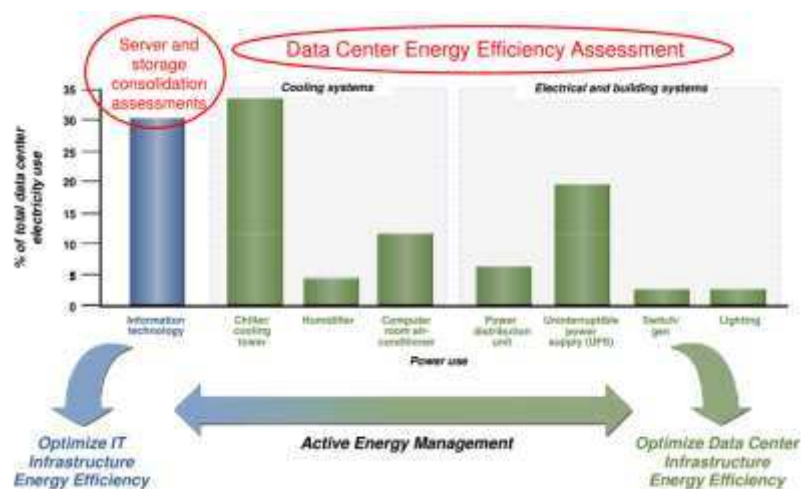 Server and
storage
consolidation
assessments
Data Center Energy Efficiency Assessment
Cooling systems
Electrical and building systems
% of total data center
electricity use
35
30
25
20
15
10
5
0
Information
technology
Chiller/
cooling
tower
Humidifier
Computer
room air-
conditioner
Power
distribution
unit
Uninterruptible
power
supply (UPS)
Switch/
gen
Lighting
Power use
Optimize IT
Infrastructure
Energy Efficiency
Active Energy Management
Optimize Data Center
Infrastructure
Energy Efficiency